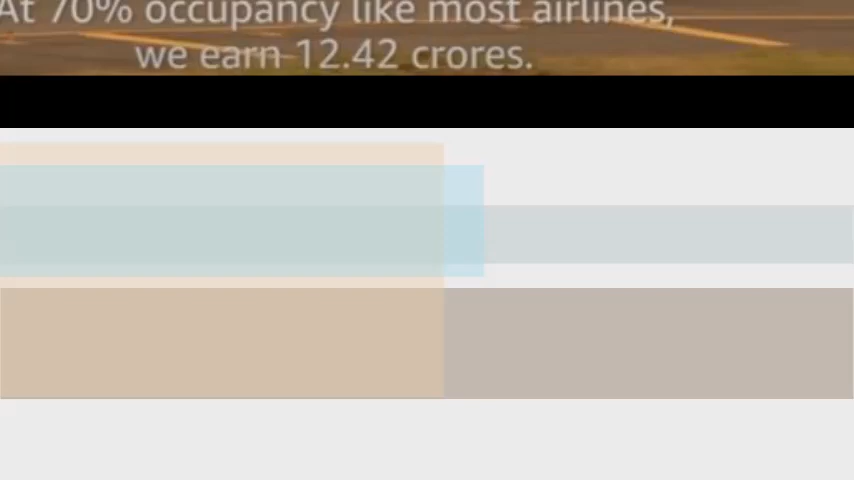 At 70% occupancy like most airlines,
we earn 12.42 crores.